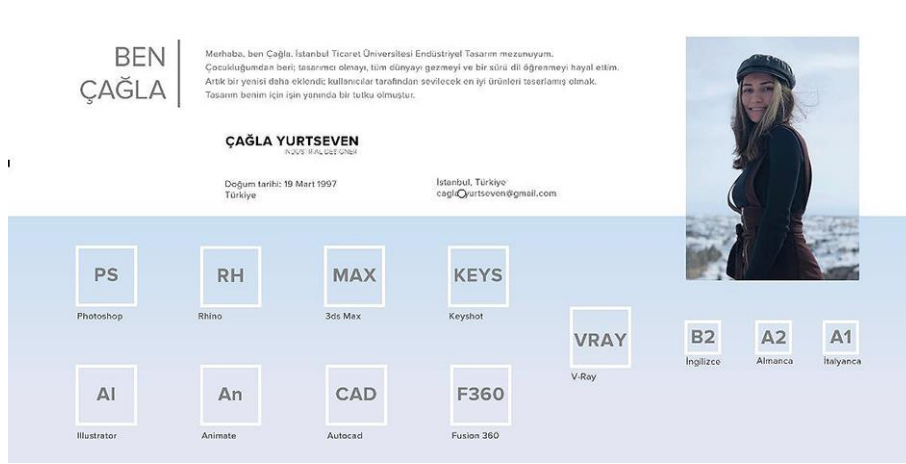 BEN
ÇAĞLA
Merhaba, ben Çağla. İstanbul Ticaret Üniversitesi Endüstriyel Tasarım mezunuyum.
Çocukluğumdan beri; tasarımcı olmayı, tüm dünyayı gezmeyi ve bir sürü dil öğrenmeyi hayal ettim.
Artık bir yenisi daha eklendi; kullanıcılar tarafından sevilecek en iyi ürünleri tasarlamış olmak.
Tasarım benim için işin yanında bir tutku olmuştur.
ÇAĞLA YURTSEVEN
INDUSTRIAL DESIGNER
Doğum tarihi: 19 Mart 1997
Türkiye
İstanbul, Türkiye
@gmail.com
PS
Photoshop
RH
Rhino
MAX
3ds Max
KEYS
Keyshot
VRAY
V-Ray
B2
İngilizce
A2
Almanca
A1
İtalyanca
AI
Illustrator
An
Animate
CAD
Autocad
F360
Fusion 360